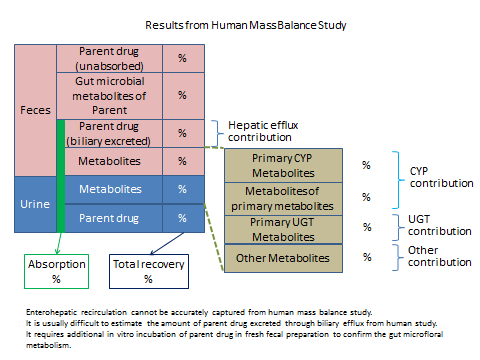 Results from Human Mass Balance Study
Feces
Parent drug
(unabsorbed)
%
Gut microbial
metabolites of
Parent
%
Parent drug
(biliary excreted)
%
Metabolites
%
Urine
Metabolites
%
Parent drug
%
Hepatic efflux
contribution
Primary CYP
Metabolites
%
Metabolites of
primary metabolites
%
CYP
contribution
Primary UGT
Metabolites
%
UGT
contribution
Other Metabolites
%
Other
contribution
Absorption
%
Total recovery
%
Enterohepatic recirculation cannot be accurately captured from human mass balance study.
It is usually difficult to estimate the amount of parent drug excreted through biliary efflux from human study.
It requires additional in vitro incubation of parent drug in fresh fecal preparation to confirm the gut microfloral
metabolism.